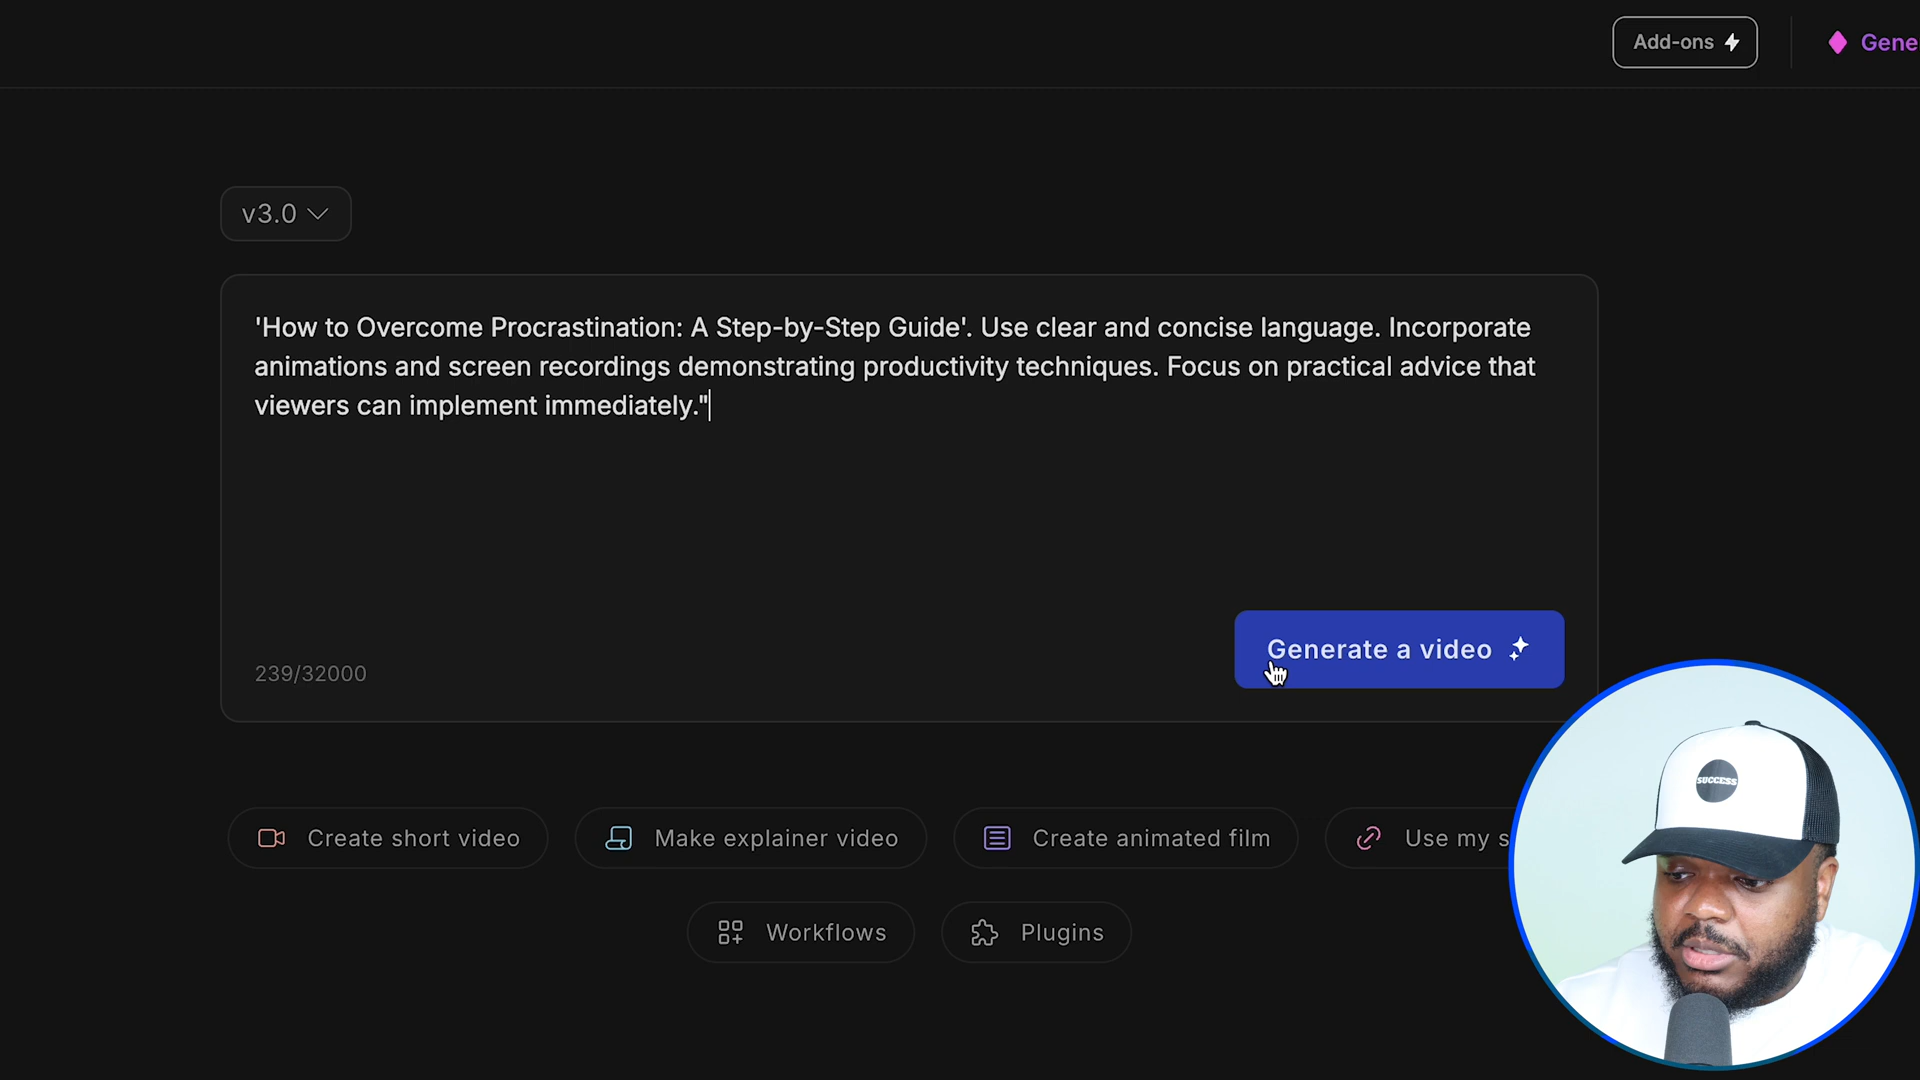 Add-ons
Gene
v3.0
'How to Overcome Procrastination: A Step-by-Step Guide'. Use clear and concise language. Incorporate
animations and screen recordings demonstrating productivity techniques. Focus on practical advice that
viewers can implement immediately."
239/32000
Generate a video
Create short video
Make explainer video
Create animated film
Use my s
Workflows
Plugins
SUCCESS